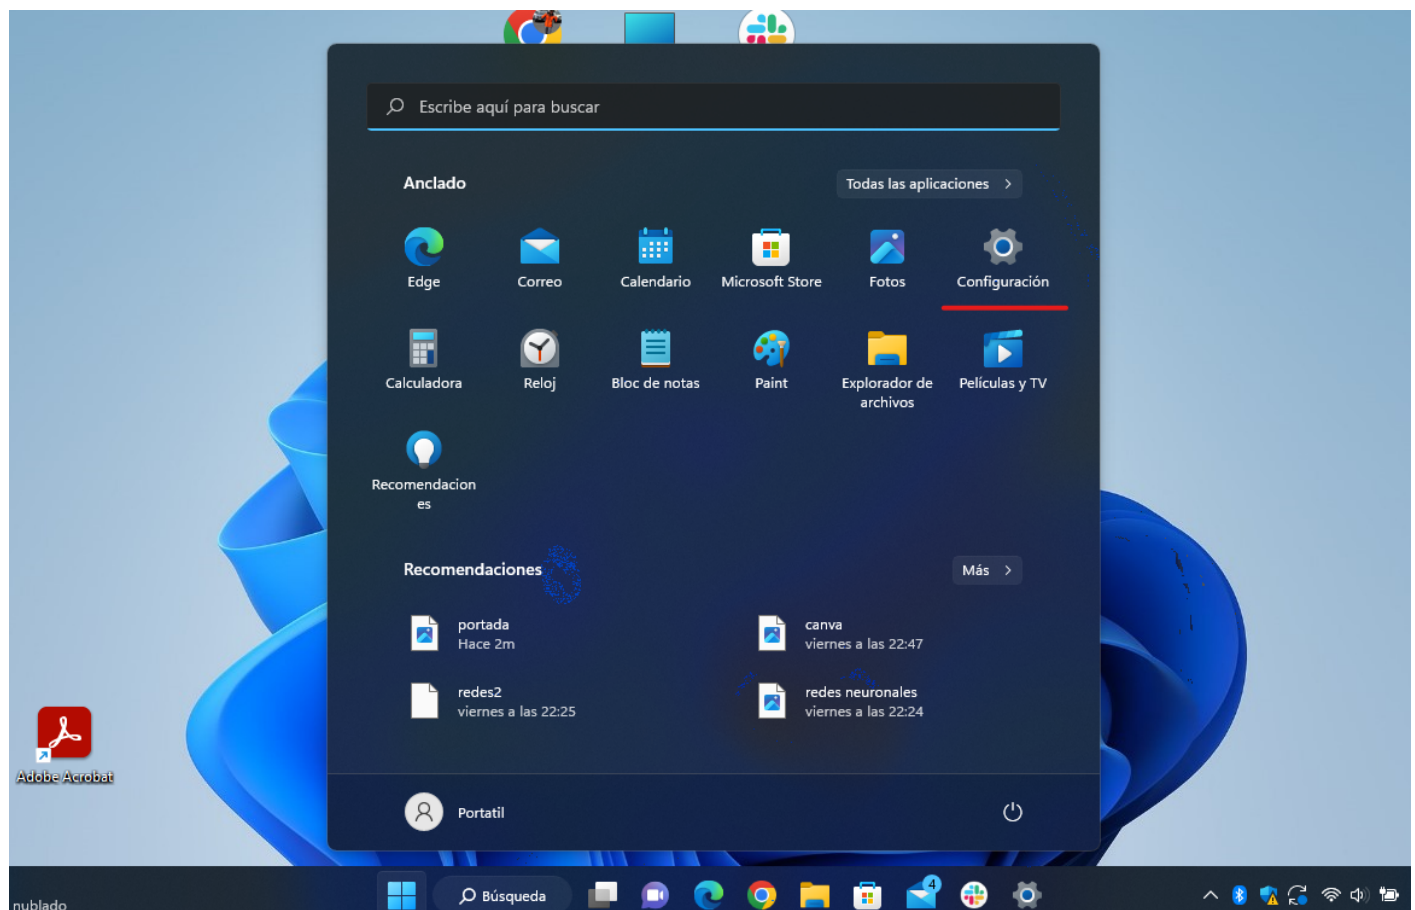 Escribe aquí para buscar
Anclado
Todas las aplicaciones
Edge
Correo
Calendario
Microsoft Store
Fotos
Configuración
Calculadora
Reloj
Bloc de notas
Paint
Explorador de
archivos
Películas y TV
Recomendacion
es
Recomendaciones
Más
portada
Hace 2m
canva
viernes a las 22:47
redes2
viernes a las 22:25
redes neuronales
viernes a las 22:24
Adobe Acrobat
Portatil
nublado
Búsqueda
4